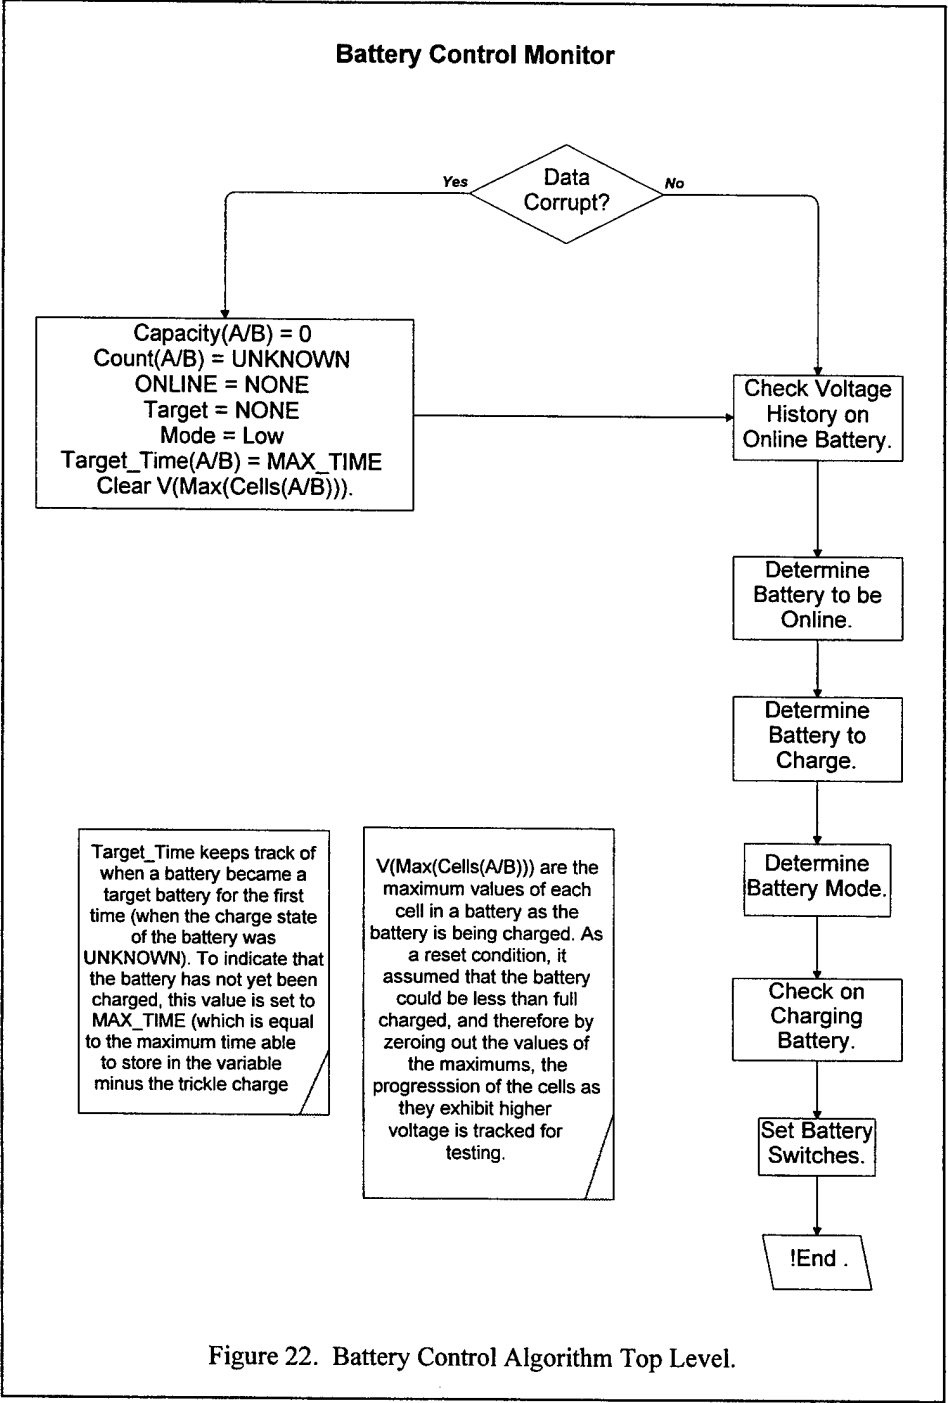 Battery Control Monitor
Data
Corrupt?
Yes
No
Capacity(A/B) = 0
Count(A/B) = UNKNOWN
ONLINE = NONE
Target = NONE
Mode = Low
Target_Time(A/B) = MAX_TIME
Clear V(Max(Cells(A/B))).
Check Voltage
History on
Online Battery.
Determine
Battery to be
Online.
Determine
Battery to
Charge.
Determine
Battery Mode.
Check on
Charging
Battery.
Set Battery
Switches.
!End .
Target_Time keeps track of
when a battery became a
target battery for the first
time (when the charge state
of the battery was
UNKNOWN). To indicate that
the battery has not yet been
charged, this value is set to
MAX_TIME (which is equal
to the maximum time able
to store in the variable
minus the trickle charge
V(Max(Cells(A/B))) are the
maximum values of each
cell in a battery as the
battery is being charged. As
a reset condition, it
assumed that the battery
could be less than full
charged, and therefore by
zeroing out the values of
the maximums, the
progresssion of the cells as
they exhibit higher
voltage is tracked for
testing.
Figure 22. Battery Control Algorithm Top Level.